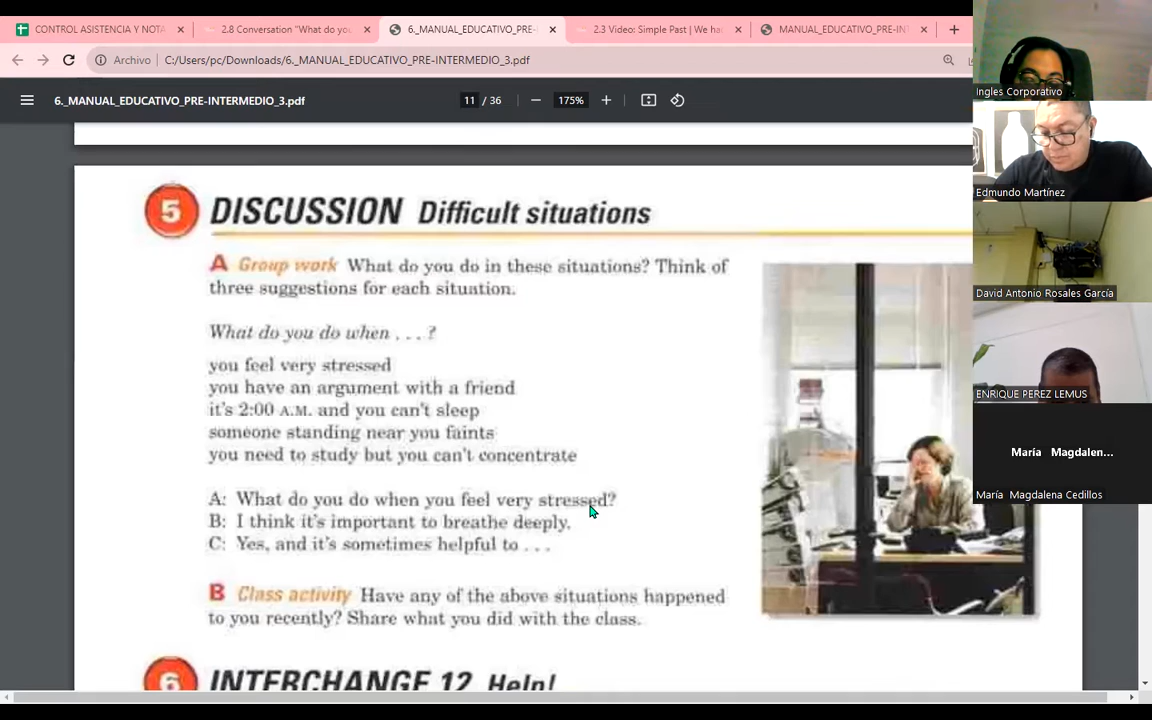 CONTROL ASISTENCIA Y NOTA
2.8 Conversation "What do you
6._MANUAL_EDUCATIVO_PRE-
2.3 Video: Simple Past | We ha
MANUAL_EDUCATIVO_PRE-IN
Archivo
C:/Users/pc/Downloads/6._MANUAL_EDUCATIVO_PRE-INTERMEDIO_3.pdf
6._MANUAL_EDUCATIVO_PRE-INTERMEDIO_3.pdf
11 / 36
175%
5 DISCUSSION Difficult situations
A Group work What do you do in these situations? Think of
three suggestions for each situation.
What do you do when . . . ?
you feel very stressed
you have an argument with a friend
it's 2:00 A.M. and you can't sleep
someone standing near you faints
you need to study but you can't concentrate
A: What do you do when you feel very stressed?
B: I think it's important to breathe deeply.
C: Yes, and it's sometimes helpful to . . .
B Class activity Have any of the above situations happened
to you recently? Share what you did with the class.
6 INTERCHANGE 12 Help!
Ingles Corporativo
Edmundo Martínez
David Antonio Rosales García
ENRIQUE PEREZ LEMUS
María Magdalen...
María Magdalena Cedillos